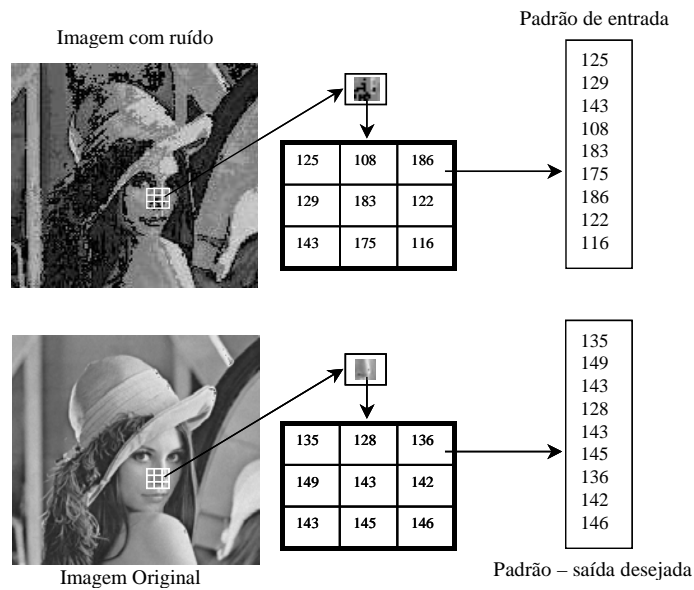 Padrão de entrada
Imagem com ruído
125 108 186
129 183 122
143 175 116
125
129
143
108
183
175
186
122
116
135 128 136
149 143 142
143 145 146
135
149
143
128
143
145
136
142
146
Imagem Original
Padrão – saída desejada